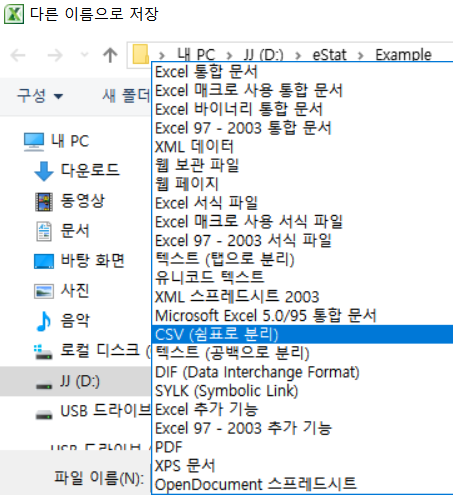 다른 이름으로 저장
내 PC › JJ (D:) › eStat › Example
구성
새 폴더
Excel 통합 문서
Excel 매크로 사용 통합 문서
Excel 바이너리 통합 문서
Excel 97 - 2003 통합 문서
XML 데이터
웹 보관 파일
웹 페이지
Excel 서식 파일
Excel 매크로 사용 서식 파일
Excel 97 - 2003 서식 파일
텍스트 (탭으로 분리)
유니코드 텍스트
XML 스프레드시트 2003
Microsoft Excel 5.0/95 통합 문서
CSV (쉼표로 분리)
텍스트 (공백으로 분리)
DIF (Data Interchange Format)
SYLK (Symbolic Link)
Excel 추가 기능
Excel 97 - 2003 추가 기능
PDF
XPS 문서
OpenDocument 스프레드시트
내 PC
다운로드
동영상
문서
바탕 화면
사진
음악
로컬 디스크 (
JJ (D:)
USB 드라이브
USB 드라이브
파일 이름(N):